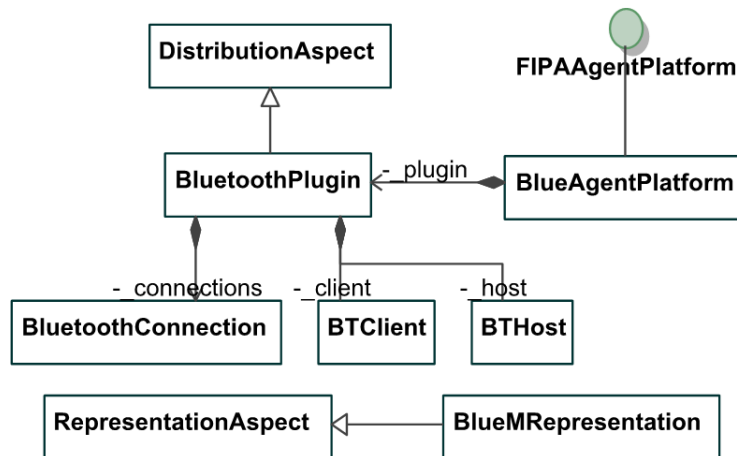 DistributionAspect
FIPAAgentPlatform
BluetoothPlugin
-_plugin
BlueAgentPlatform
-_connections
-_client
-_host
BluetoothConnection
BTClient
BTHost
RepresentationAspect
BlueMRepresentation